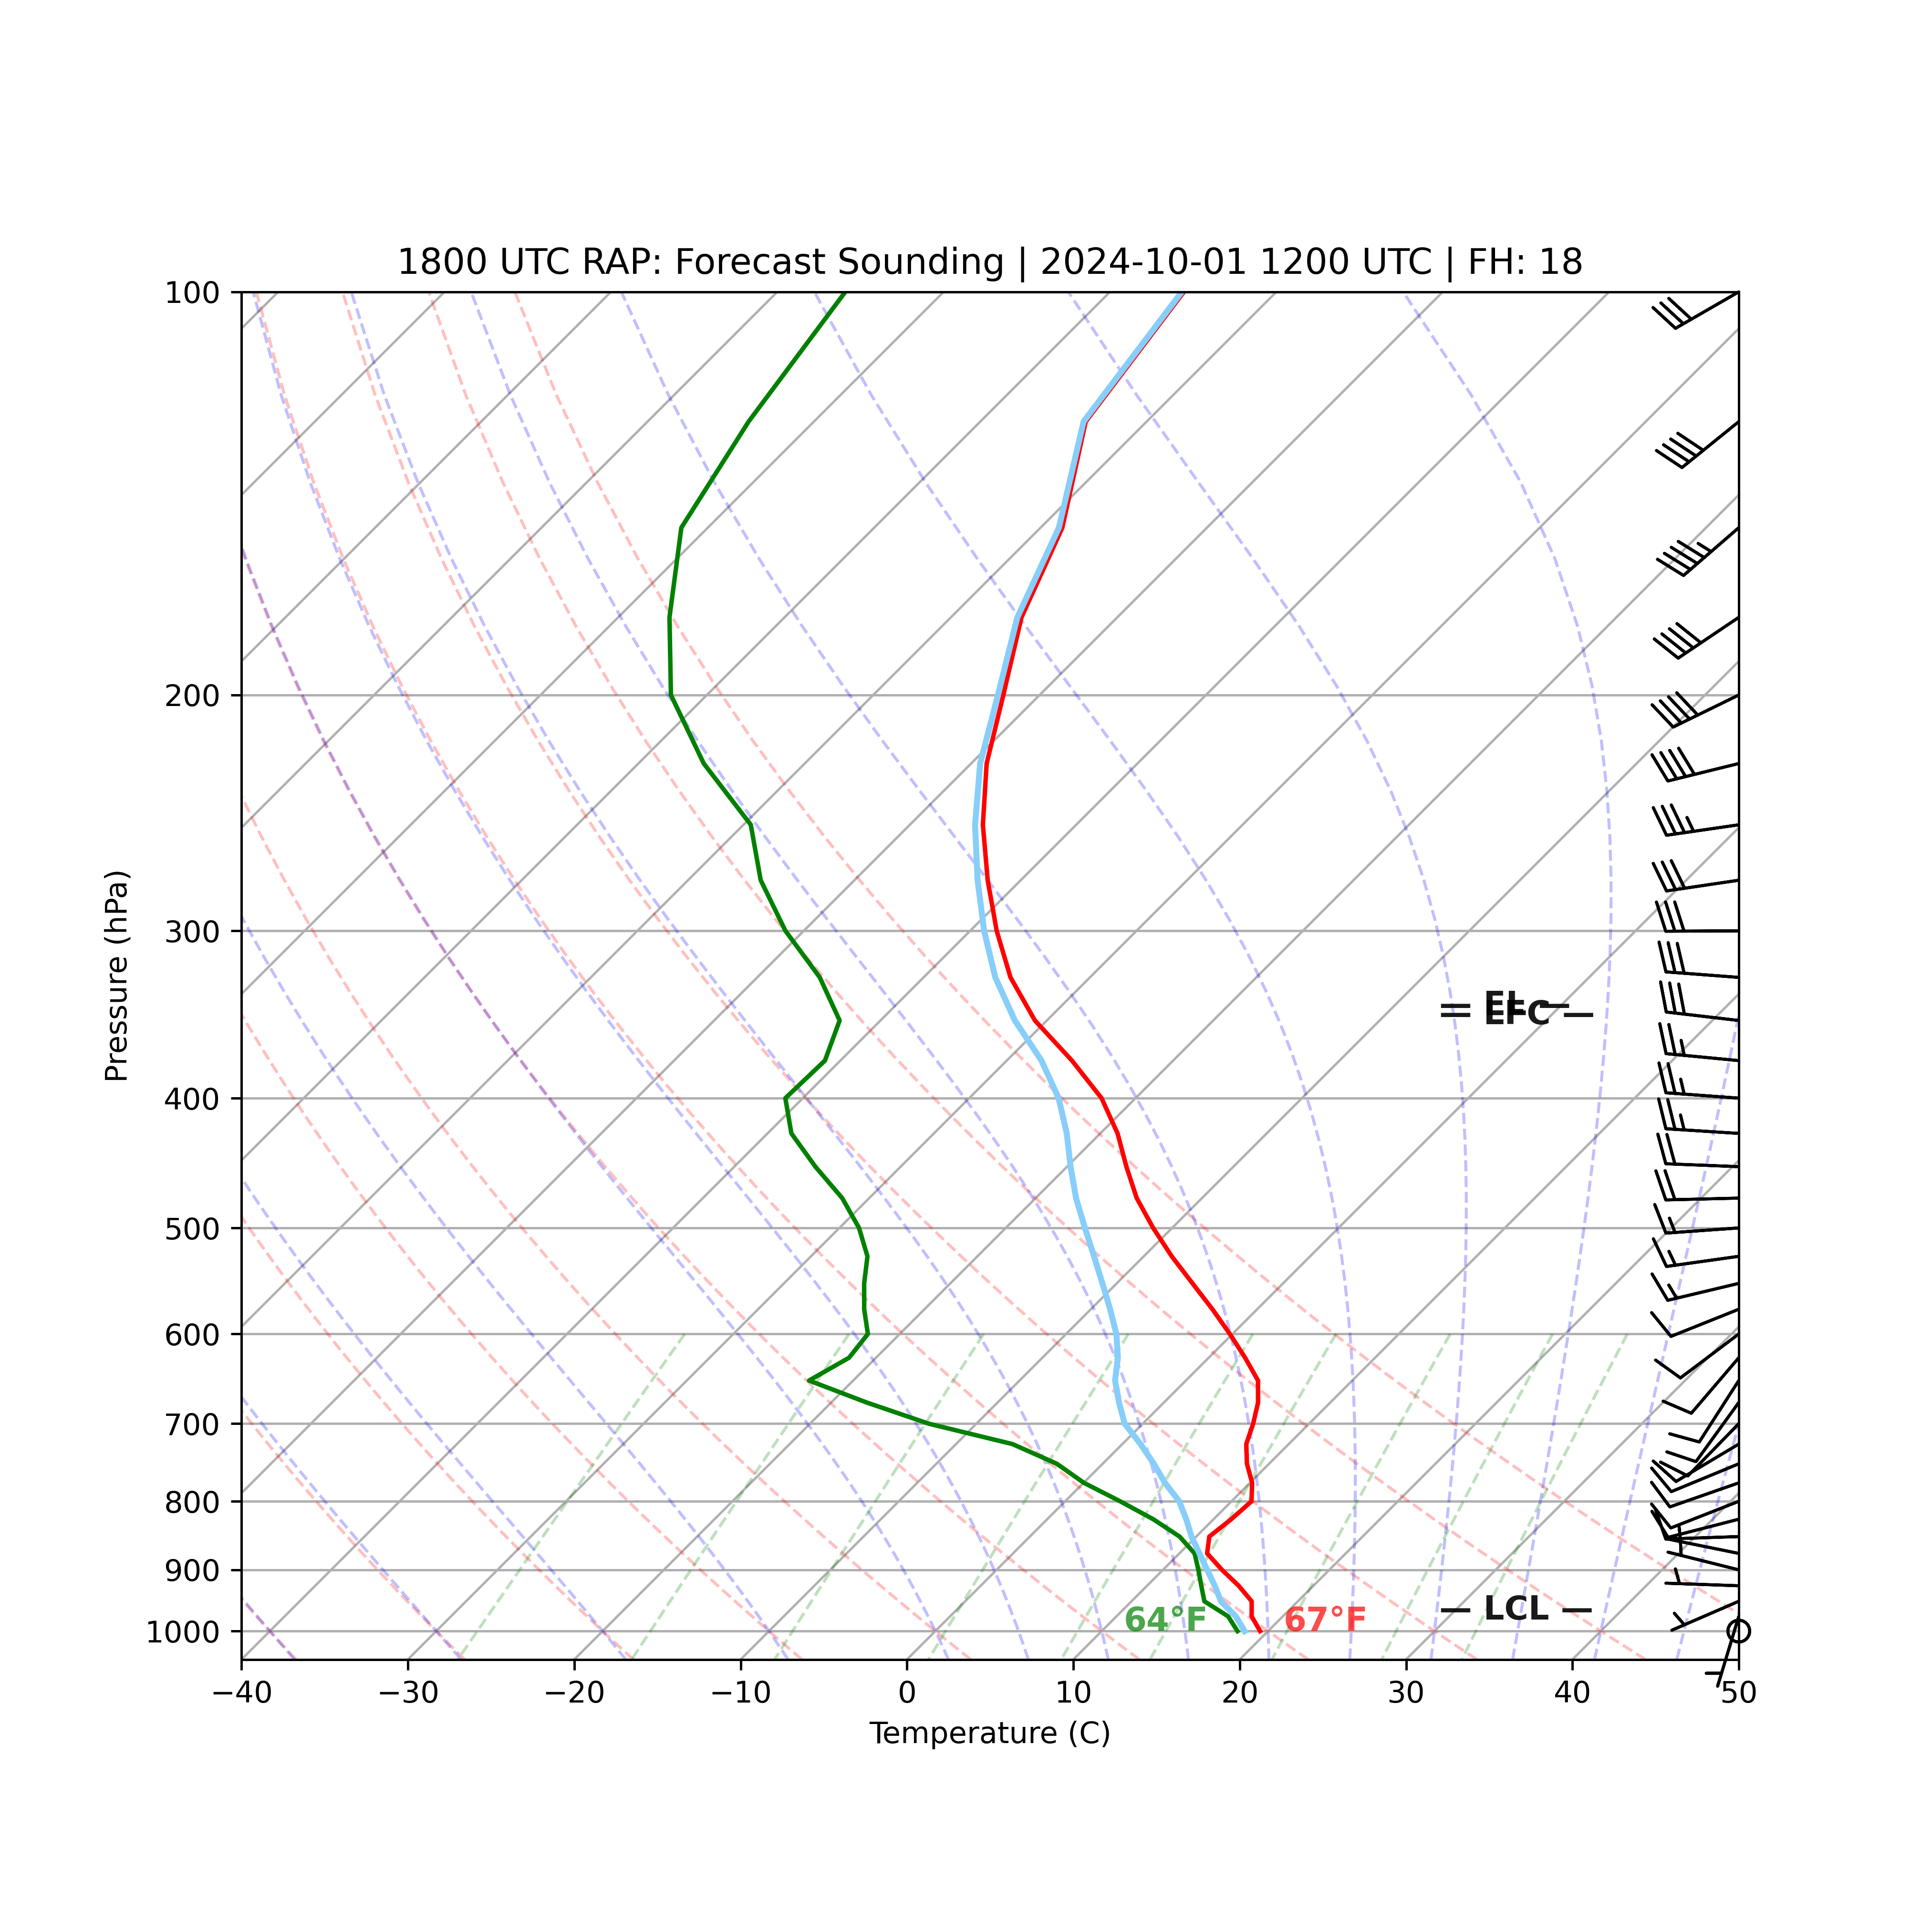 1800 UTC RAP: Forecast Sounding | 2024-10-01 1200 UTC | FH: 18
100
200
300
— EL —
— LFC —
400
Pressure (hPa)
500
600
700
800
900
— LCL —
64°F 67°F
1000
−40 −30 −20 −10 0 10 20 30 40 50
Temperature (C)